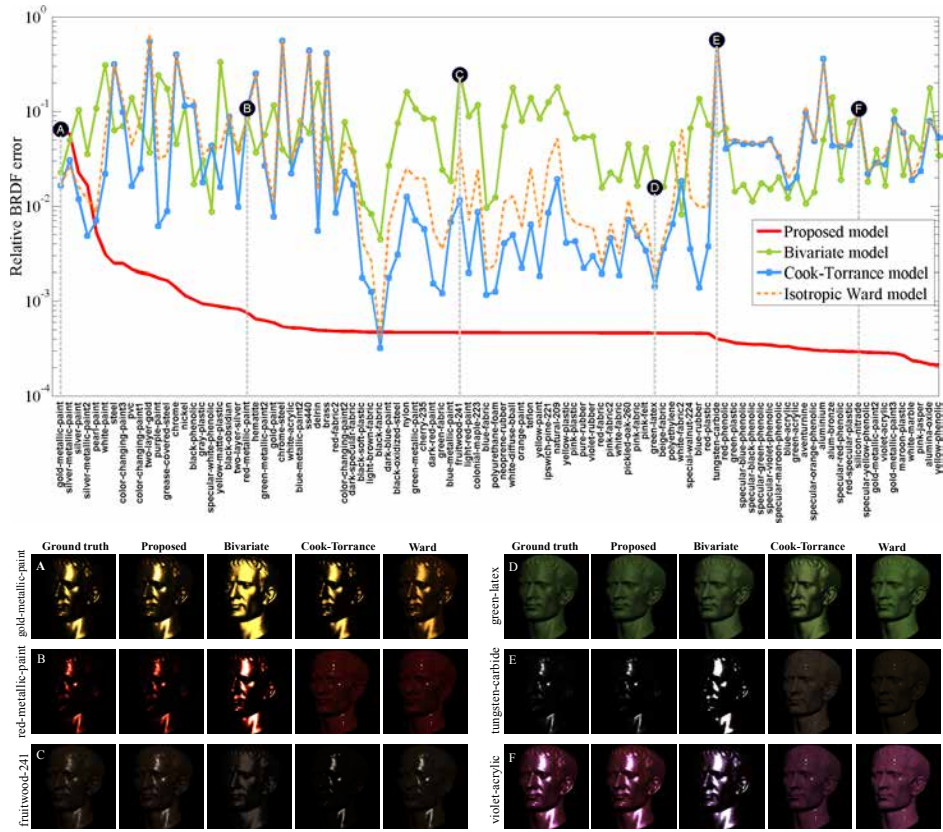 10^0
10^-1
10^-2
10^-3
10^-4
Relative BRDF error
A
B
C
D
E
F
Proposed model
Bivariate model
Cook-Torrance model
Isotropic Ward model
gold-metallic-paint
silver-metallic-paint
silver-paint
silver-metallic-paint2
pearl-paint
white-paint
ss440
steel
color-changing-paint3
pvc
color-changing-paint1
two-layer-gold
purple-paint
grease-covered-steel
chrome
nickel
black-phenolic
gray-plastic
specular-white-phenolic
yellow-matte-plastic
black-obsidian
two-layer-silver
red-metallic-paint
hematite
green-metallic-paint2
gold-paint
chrome-steel
white-acrylic
blue-metallic-paint2
delrin
brass
red-fabric2
color-changing-paint2
dark-specular-fabric
black-soft-plastic
light-brown-fabric
black-fabric
dark-blue-paint
black-oxidized-steel
nylon
green-metallic-paint
cherry-235
dark-red-paint
green-fabric
blue-metallic-paint
fruitwood-241
light-red-paint
colonial-maple-223
blue-fabric
polyurethane-foam
neoprene-rubber
white-diffuse-bball
orange-paint
teflon
yellow-paint
ipswich-pine-221
natural-209
yellow-plastic
pink-plastic
pure-rubber
violet-rubber
red-fabric
pink-fabric2
alum-bronze
pickled-oak-260
pink-fabric
pink-felt
green-latex
beige-fabric
polyethylene
white-fabric2
special-walnut-224
blue-rubber
red-plastic
tungsten-carbide
red-phenolic
green-plastic
specular-blue-phenolic
specular-black-phenolic
specular-green-phenolic
specular-violet-phenolic
specular-maroon-phenolic
blue-acrylic
green-acrylic
aventurnine
specular-orange-phenolic
aluminium
alum-bronze
specular-red-phenolic
red-specular-plastic
silicon-nitrade
specular-yellow-phenolic
gold-metallic-paint2
violet-acrylic
gold-metallic-paint3
maroon-plastic
white-marble
pink-jasper
alumina-oxide
yellow-phenolic
Ground truth
Proposed
Bivariate
Cook-Torrance
Ward
gold-metallic-paint
A
red-metallic-paint
B
fruitwood-241
C
Ground truth
Proposed
Bivariate
Cook-Torrance
Ward
green-latex
D
tungsten-carbide
E
violet-acrylic
F